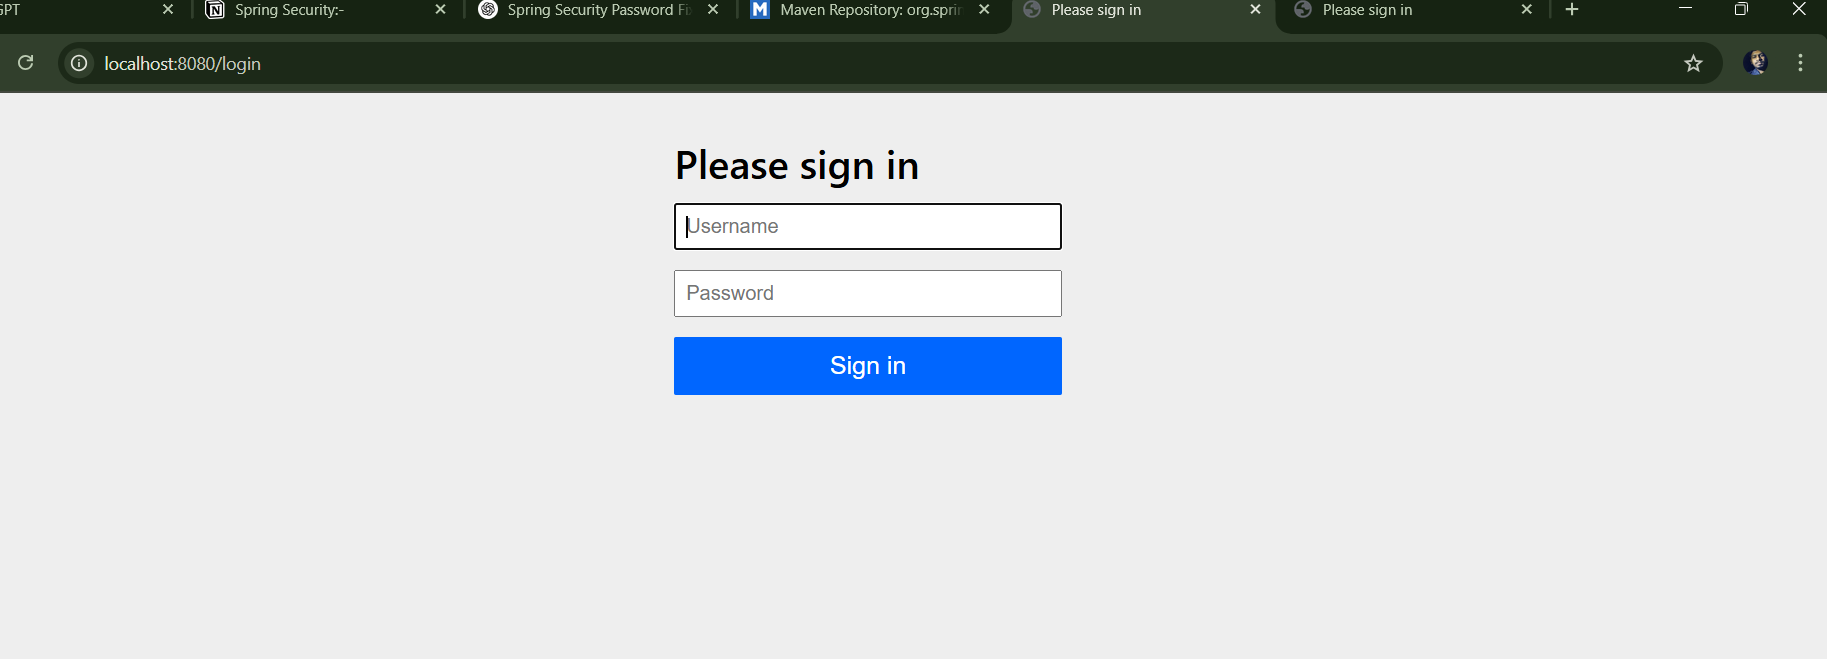 GPT
Spring Security:-
Spring Security Password Fi
Maven Repository: org.sprin
Please sign in
Please sign in
localhost:8080/login
Please sign in
Username
Password
Sign in